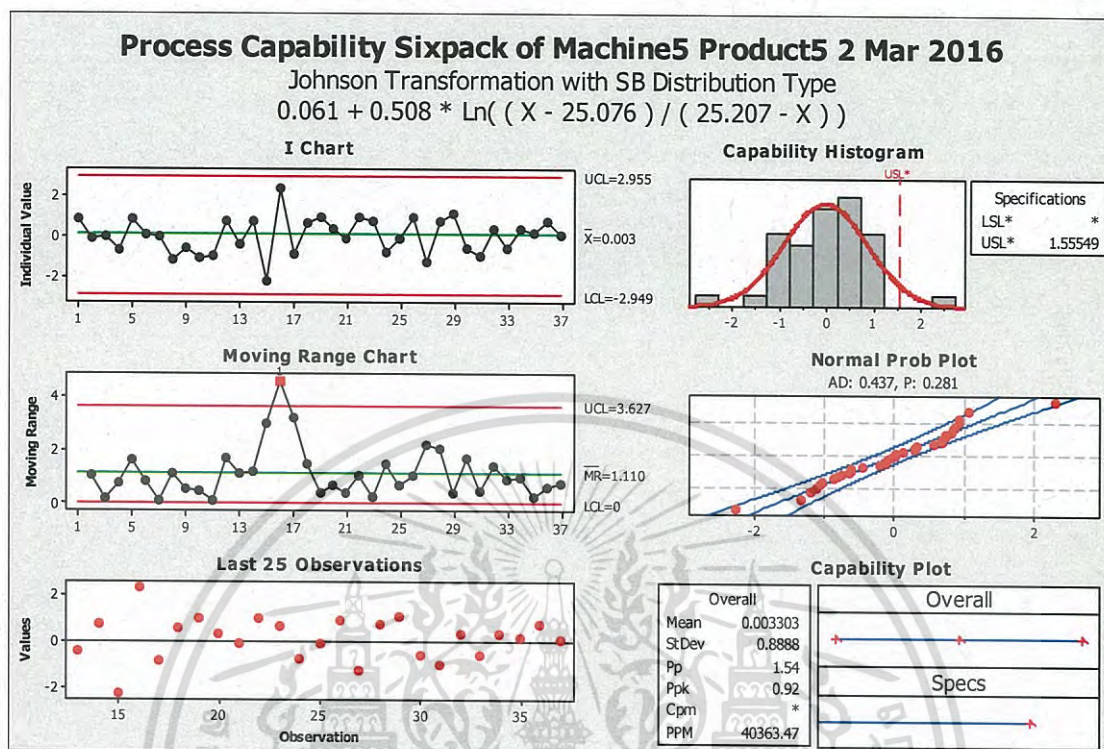 Process Capability Sixpack of Machine5 Product5 2 Mar 2016
Johnson Transformation with SB Distribution Type
0.061 + 0.508 * Ln( ( X - 25.076 ) / ( 25.207 - X ) )
I Chart
Individual Value
2
0
-2
UCL=2.955
X̄=0.003
LCL=-2.949
1 5 9 13 17 21 25 29 33 37
Capability Histogram
USL*
-2 -1 0 1 2
Specifications
LSL* *
USL* 1.55549
Moving Range Chart
Moving Range
4
2
0
1
UCL=3.627
M̄R̄=1.110
LCL=0
1 5 9 13 17 21 25 29 33 37
Normal Prob Plot
AD: 0.437, P: 0.281
-2 0 2
Last 25 Observations
Values
2
0
-2
15 20 25 30 35
Observation
Capability Plot
Overall
Mean 0.003303
StDev 0.8888
Pp 1.54
Ppk 0.92
Cpm *
PPM 40363.47
Overall
Specs